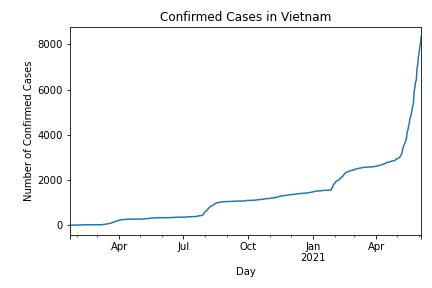 Confirmed Cases in Vietnam
Number of Confirmed Cases
8000
6000
4000
2000
0
Apr Jul Oct Jan Apr
2021
Day